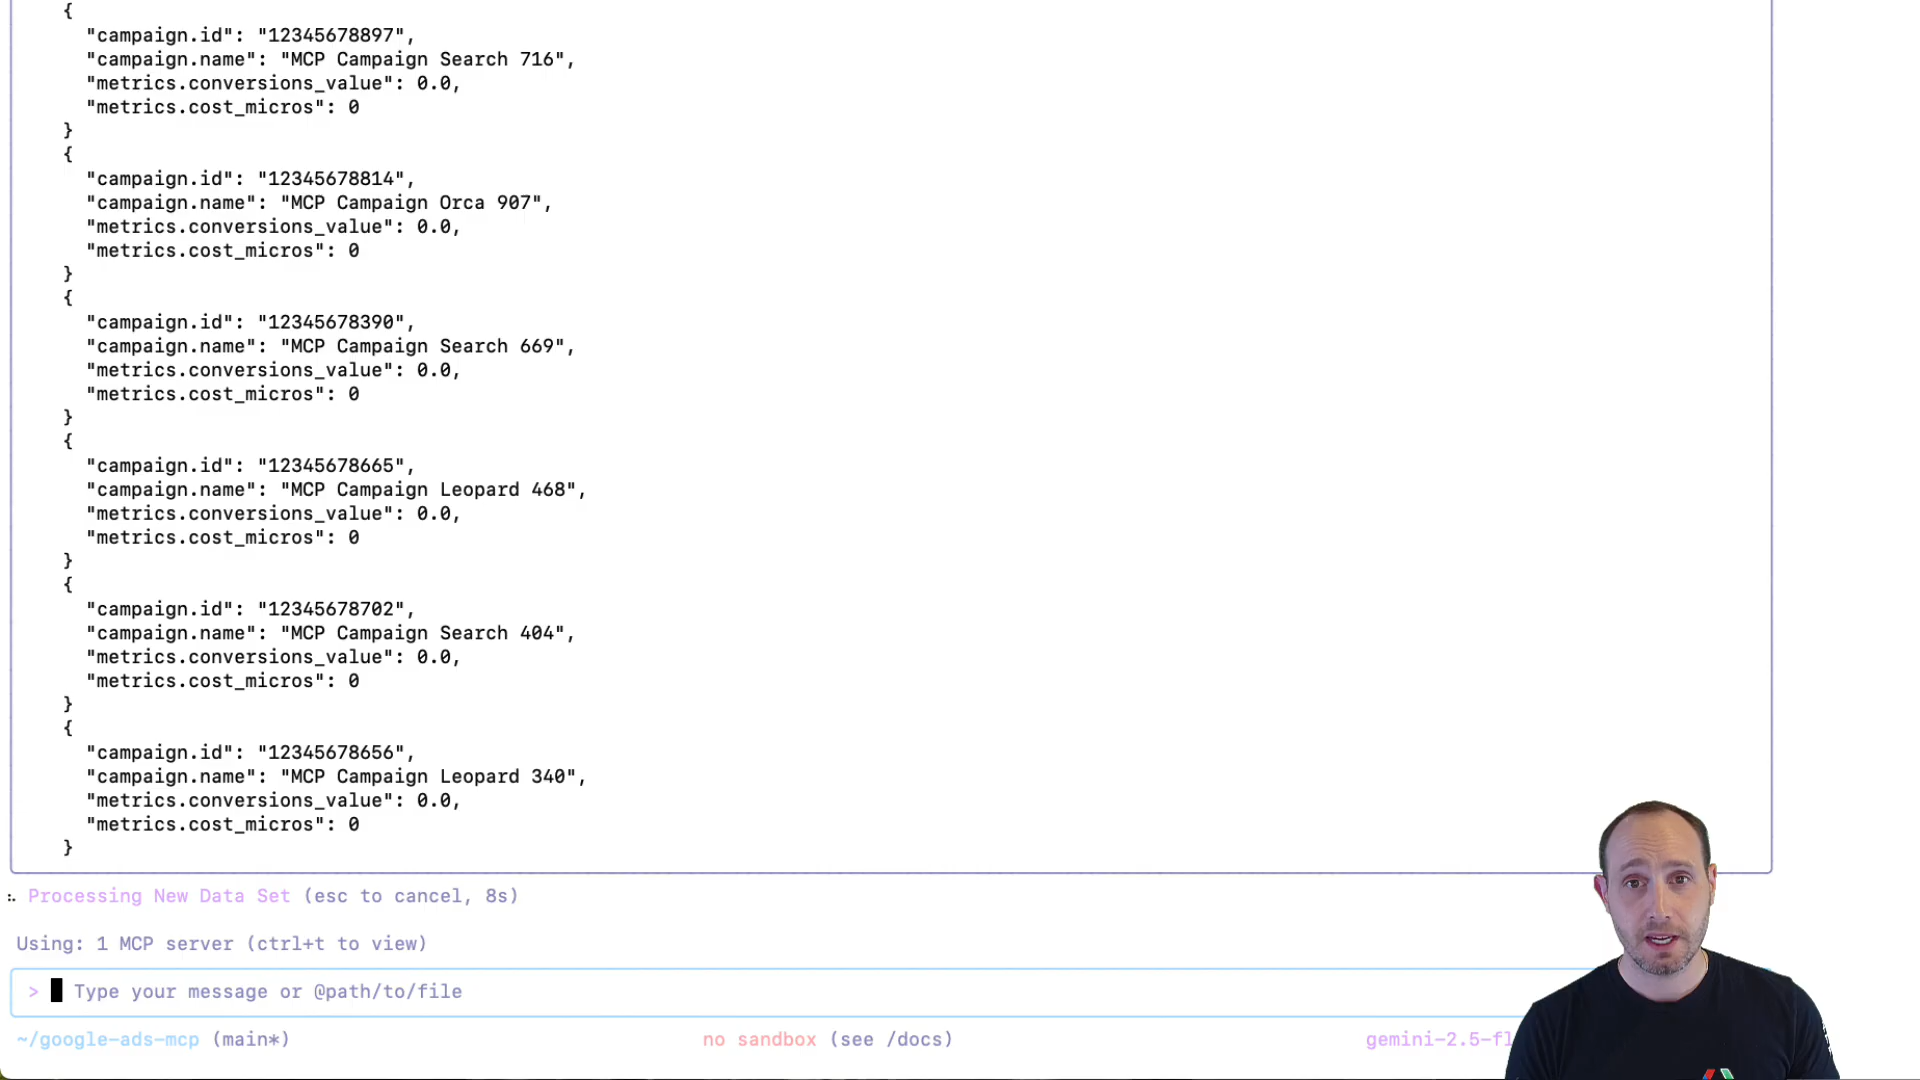 {
"campaign.id": "12345678897",
"campaign.name": "MCP Campaign Search 716",
"metrics.conversions_value": 0.0,
"metrics.cost_micros": 0
}
{
"campaign.id": "12345678814",
"campaign.name": "MCP Campaign Orca 907",
"metrics.conversions_value": 0.0,
"metrics.cost_micros": 0
}
{
"campaign.id": "12345678390",
"campaign.name": "MCP Campaign Search 669",
"metrics.conversions_value": 0.0,
"metrics.cost_micros": 0
}
{
"campaign.id": "12345678665",
"campaign.name": "MCP Campaign Leopard 468",
"metrics.conversions_value": 0.0,
"metrics.cost_micros": 0
}
{
"campaign.id": "12345678702",
"campaign.name": "MCP Campaign Search 404",
"metrics.conversions_value": 0.0,
"metrics.cost_micros": 0
}
{
"campaign.id": "12345678656",
"campaign.name": "MCP Campaign Leopard 340",
"metrics.conversions_value": 0.0,
"metrics.cost_micros": 0
}
Processing New Data Set (esc to cancel, 8s)
Using: 1 MCP server (ctrl+t to view)
> Type your message or @path/to/file
~/google-ads-mcp (main*) no sandbox (see /docs) gemini-2.5-fl